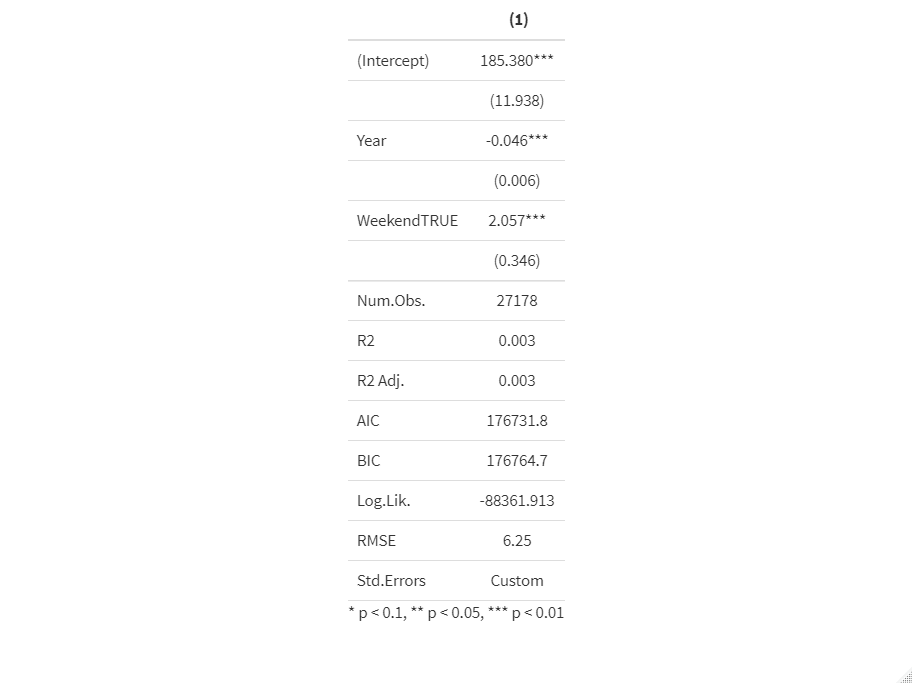 (1)
(Intercept) 185.380***
(11.938)
Year -0.046***
(0.006)
WeekendTRUE 2.057***
(0.346)
Num.Obs. 27178
R2 0.003
R2 Adj. 0.003
AIC 176731.8
BIC 176764.7
Log.Lik. -88361.913
RMSE 6.25
Std.Errors Custom
* p < 0.1, ** p < 0.05, *** p < 0.01